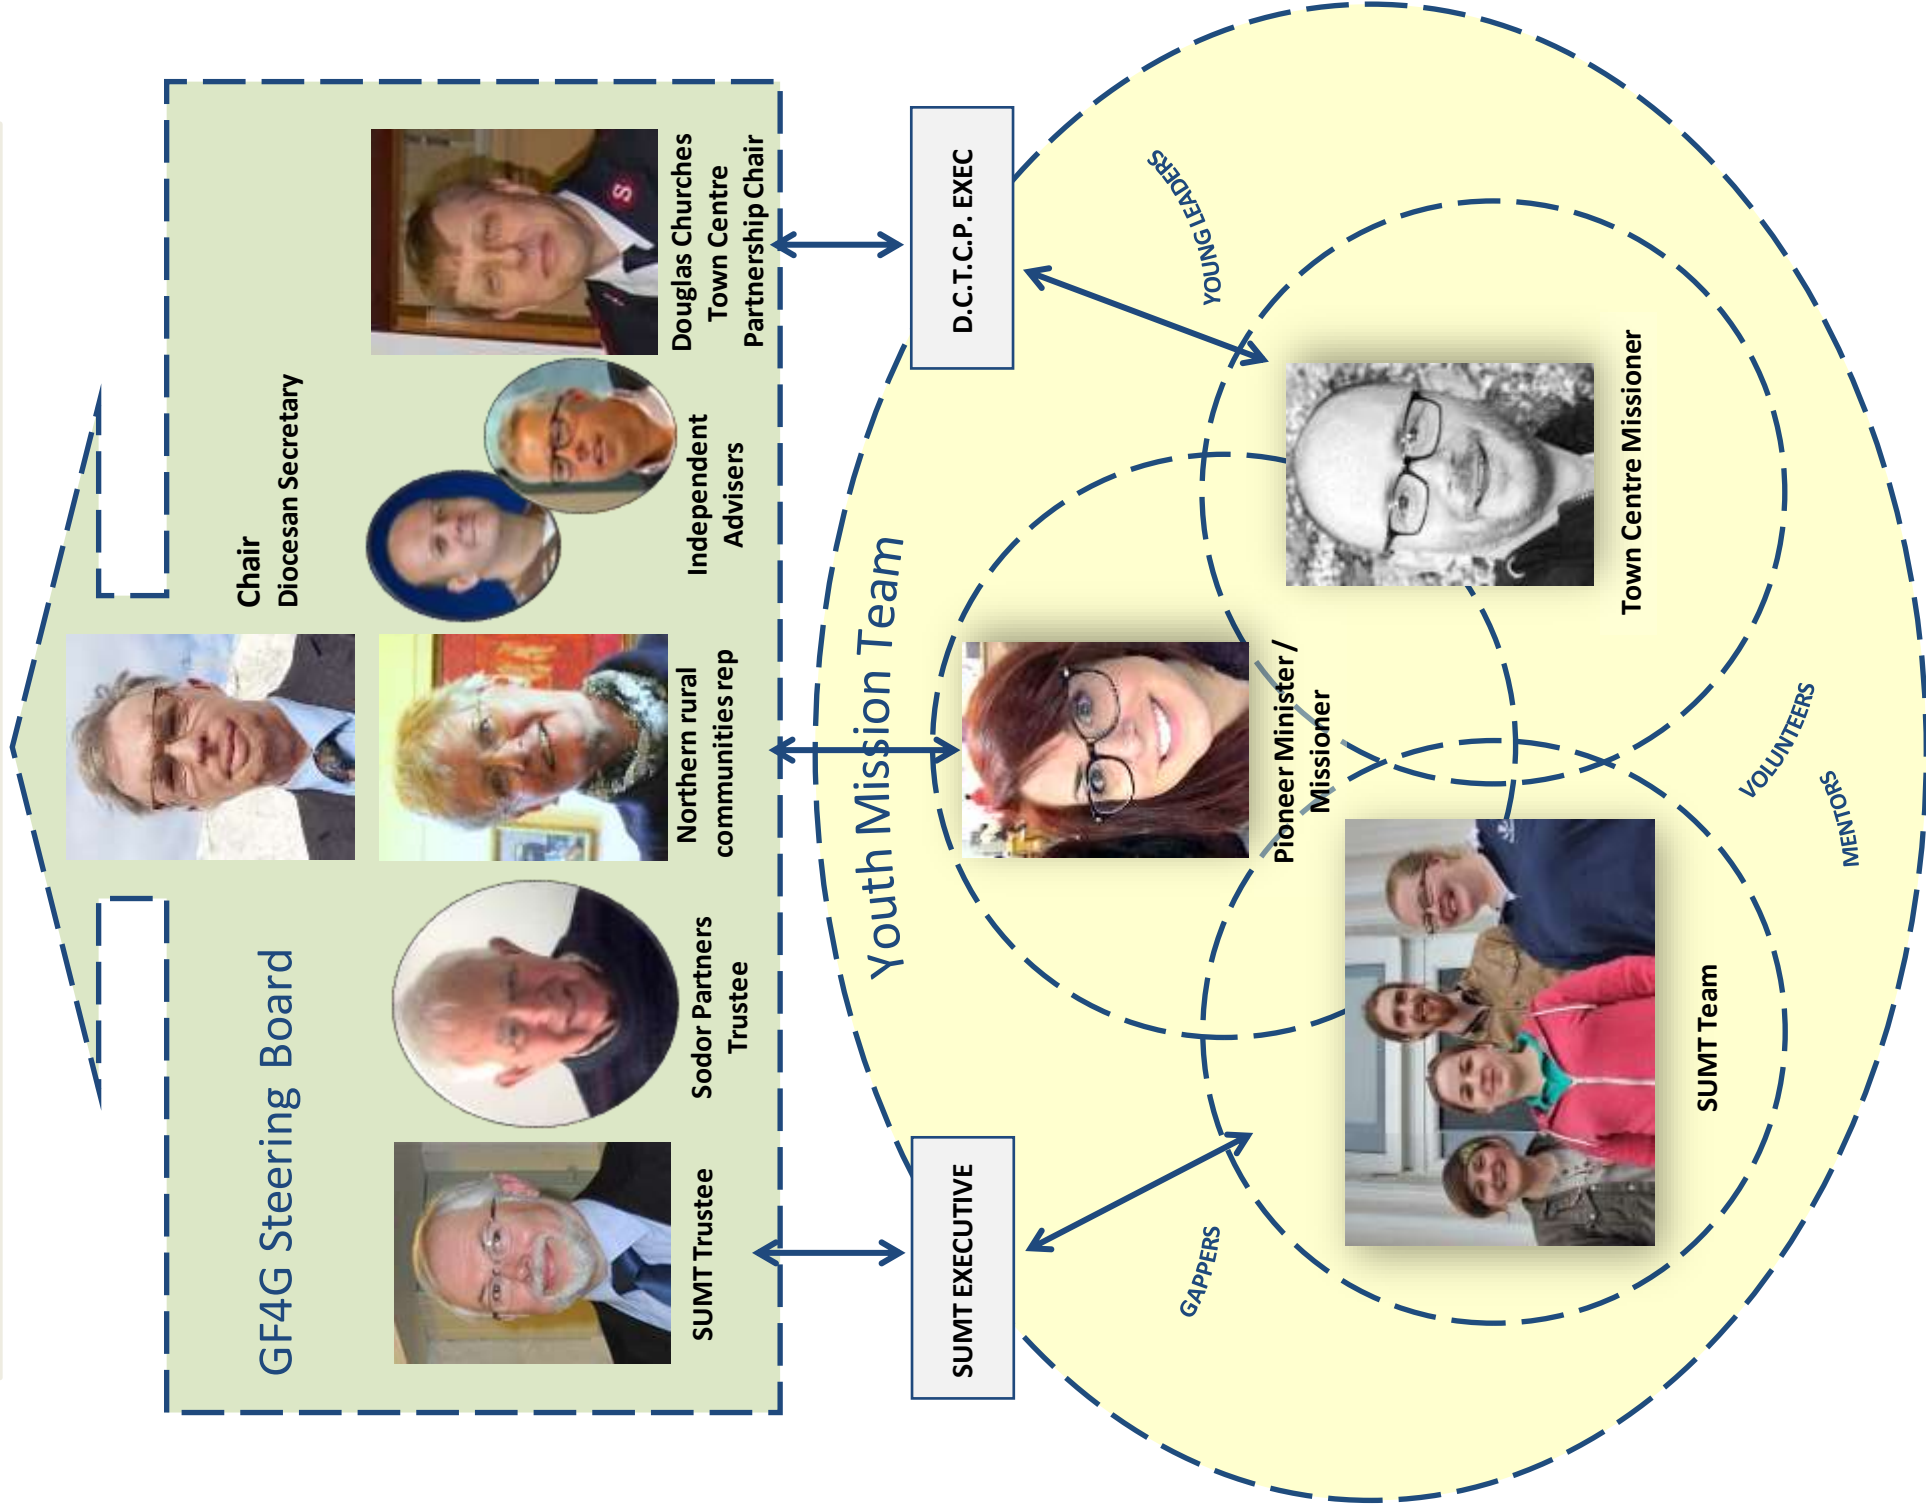 GF4G Steering Board
Chair
Diocesan Secretary
SUMT Trustee
Sodor Partners
Trustee
Northern rural
communities rep
Independent
Advisers
Douglas Churches
Town Centre
Partnership Chair
Youth Mission Team
SUMT EXECUTIVE
D.C.T.C.P. EXEC
GAPPERS
YOUNG LEADERS
Pioneer Minister /
Missioner
SUMT Team
Town Centre Missioner
VOLUNTEERS
MENTORS